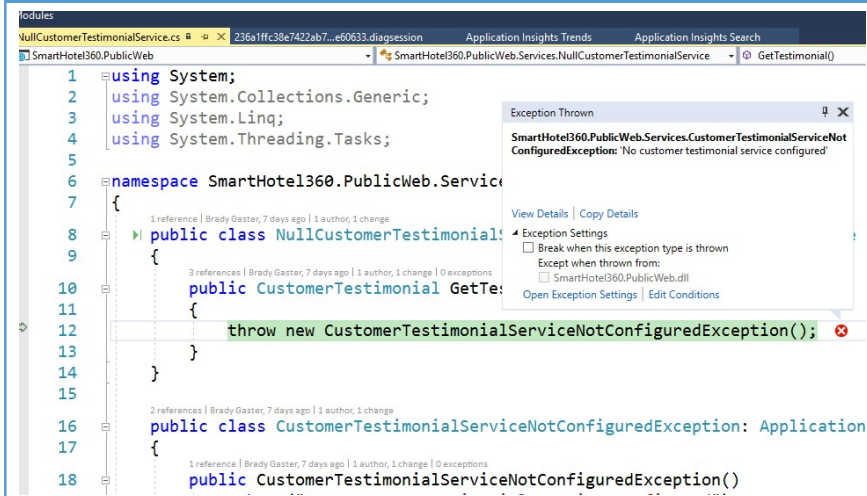 Modules
NullCustomerTestimonialService.cs 236a1ffc38e7422ab7...e60633.diagsession Application Insights Trends Application Insights Search
SmartHotel360.PublicWeb SmartHotel360.PublicWeb.Services.NullCustomerTestimonialService GetTestimonial()
1 using System;
2 using System.Collections.Generic;
3 using System.Linq;
4 using System.Threading.Tasks;
5
6 namespace SmartHotel360.PublicWeb.Service
7 {
1 reference | Brady Gaster, 7 days ago | 1 author, 1 change
8 public class NullCustomerTestimonialS
9 {
3 references | Brady Gaster, 7 days ago | 1 author, 1 change | 0 exceptions
10 public CustomerTestimonial GetTes
11 {
12 throw new CustomerTestimonialServiceNotConfiguredException();
13 }
14 }
15
2 references | Brady Gaster, 7 days ago | 1 author, 1 change
16 public class CustomerTestimonialServiceNotConfiguredException: Application
17 {
1 reference | Brady Gaster, 7 days ago | 1 author, 1 change | 0 exceptions
18 public CustomerTestimonialServiceNotConfiguredException()
Exception Thrown
SmartHotel360.PublicWeb.Services.CustomerTestimonialServiceNot
ConfiguredException: 'No customer testimonial service configured'
View Details | Copy Details
Exception Settings
Break when this exception type is thrown
Except when thrown from:
SmartHotel360.PublicWeb.dll
Open Exception Settings | Edit Conditions